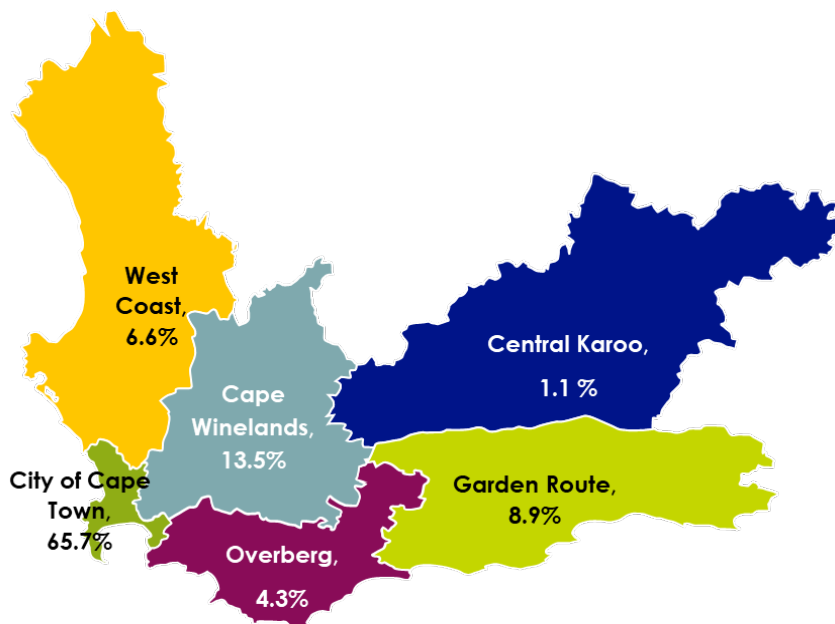 West
Coast,
6.6%
Central Karoo,
1.1 %
Cape
Winelands,
13.5%
City of Cape
Town,
65.7%
Garden Route,
8.9%
Overberg,
4.3%